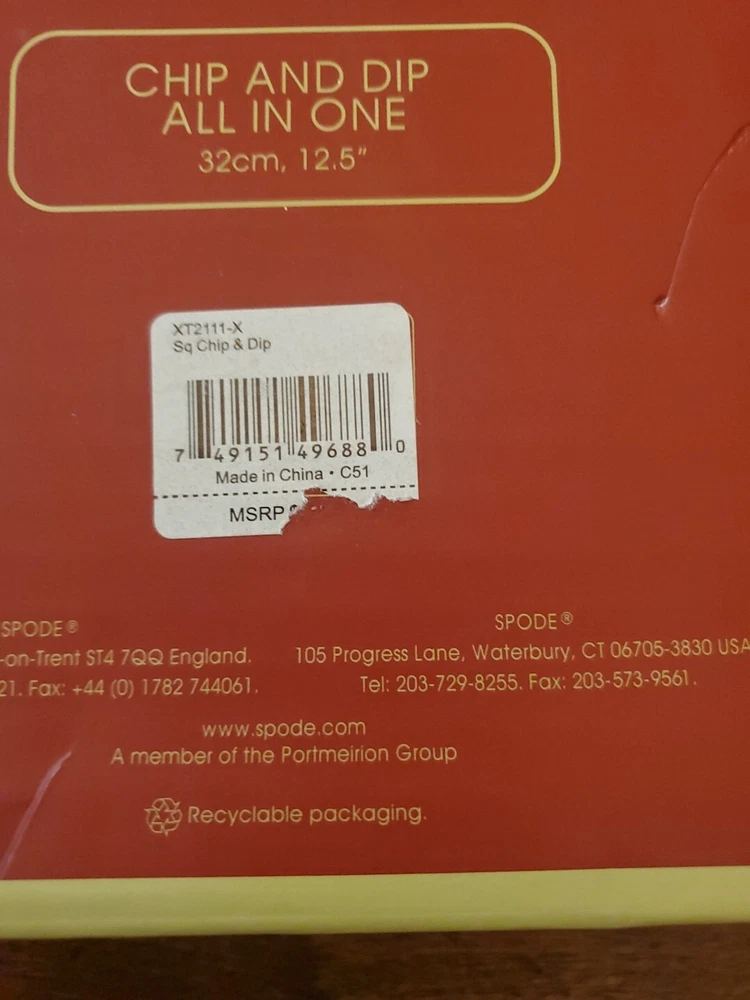 CHIP AND DIP
ALL IN ONE
32cm, 12.5”
XT2111-X
Sq Chip & Dip
7 49151 49688 0
Made in China • C51
MSRP
SPODE®
-on-Trent ST4 7QQ England.
21. Fax: +44 (0) 1782 744061.
SPODE®
105 Progress Lane, Waterbury, CT 06705-3830 USA
Tel: 203-729-8255. Fax: 203-573-9561.
www.spode.com
A member of the Portmeirion Group
Recyclable packaging.